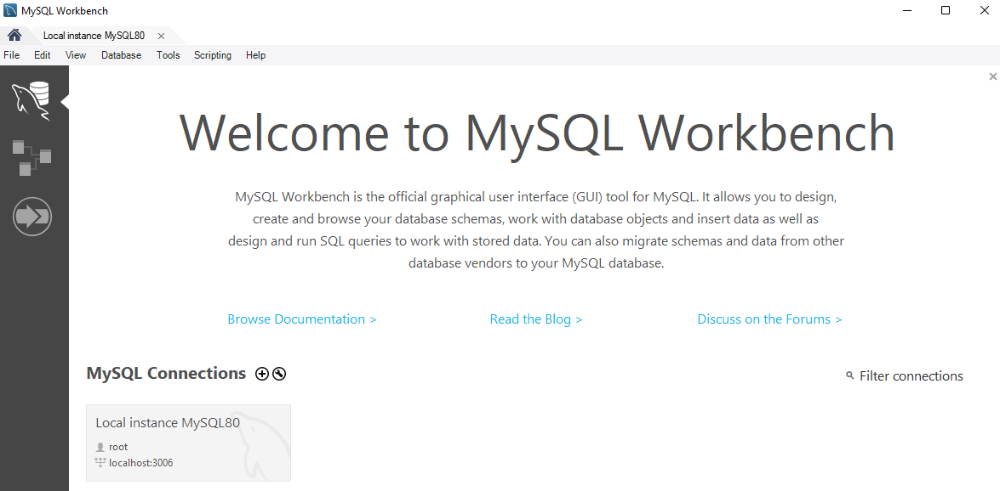 MySQL Workbench
Local instance MySQL80
File Edit View Database Tools Scripting Help
Welcome to MySQL Workbench
MySQL Workbench is the official graphical user interface (GUI) tool for MySQL. It allows you to design,
create and browse your database schemas, work with database objects and insert data as well as
design and run SQL queries to work with stored data. You can also migrate schemas and data from other
database vendors to your MySQL database.
Browse Documentation > Read the Blog > Discuss on the Forums >
MySQL Connections Filter connections
Local instance MySQL80
root
localhost:3006